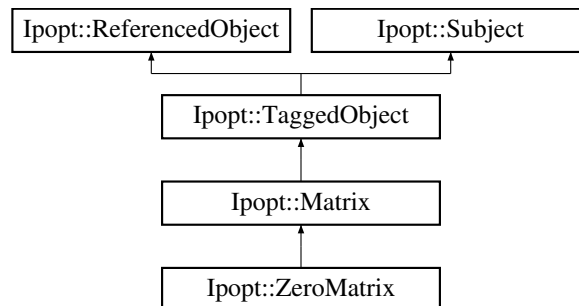 Ipopt::ReferencedObject
Ipopt::Subject
Ipopt::TaggedObject
Ipopt::Matrix
Ipopt::ZeroMatrix